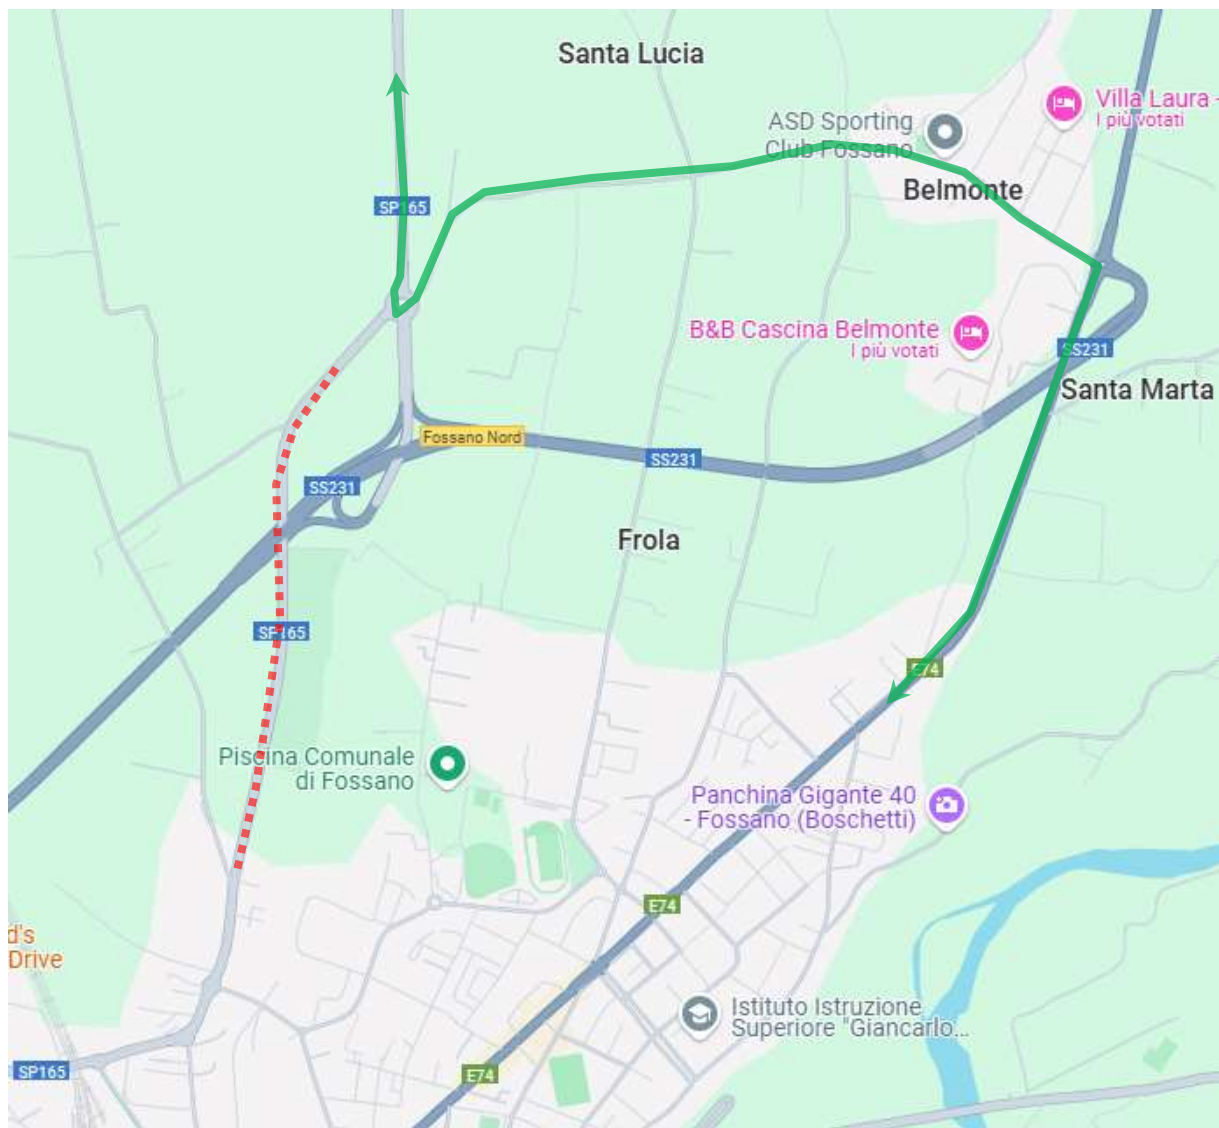 Santa Lucia
Villa Laura -
I più votati
ASD Sporting
Club Fossano
Belmonte
SP165
B&B Cascina Belmonte
I più votati
SS231
Santa Marta
Fossano Nord
SS231
SS231
Frola
SP165
E74
Piscina Comunale
di Fossano
Panchina Gigante 40
- Fossano (Boschetti)
E74
d's
Drive
Istituto Istruzione
Superiore "Giancarlo...
SP165
E74